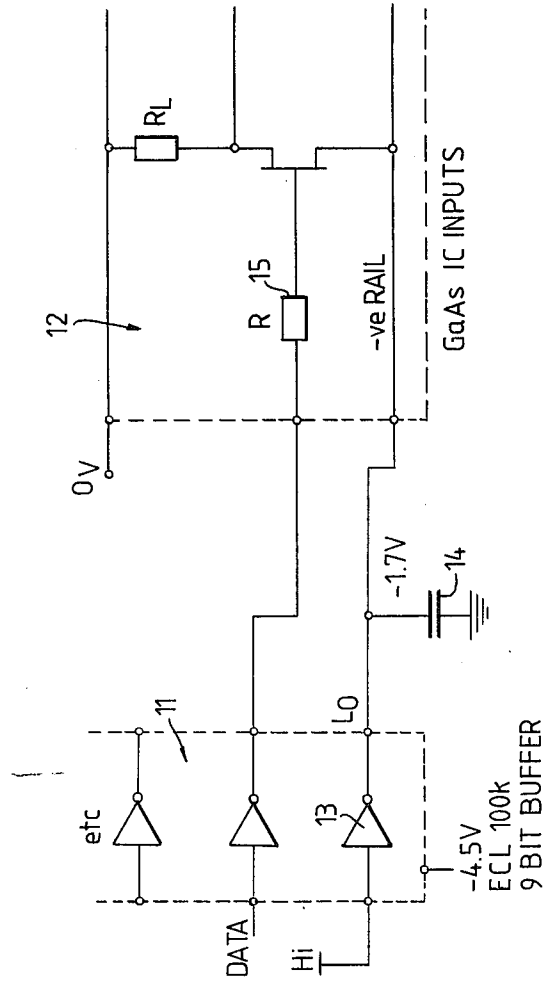 etc
11
DATA
13
Hi
L0
-4.5V
ECL 100k
9 BIT BUFFER
-1.7V
14
0V
12
R
15
RL
-ve RAIL
GaAs IC INPUTS